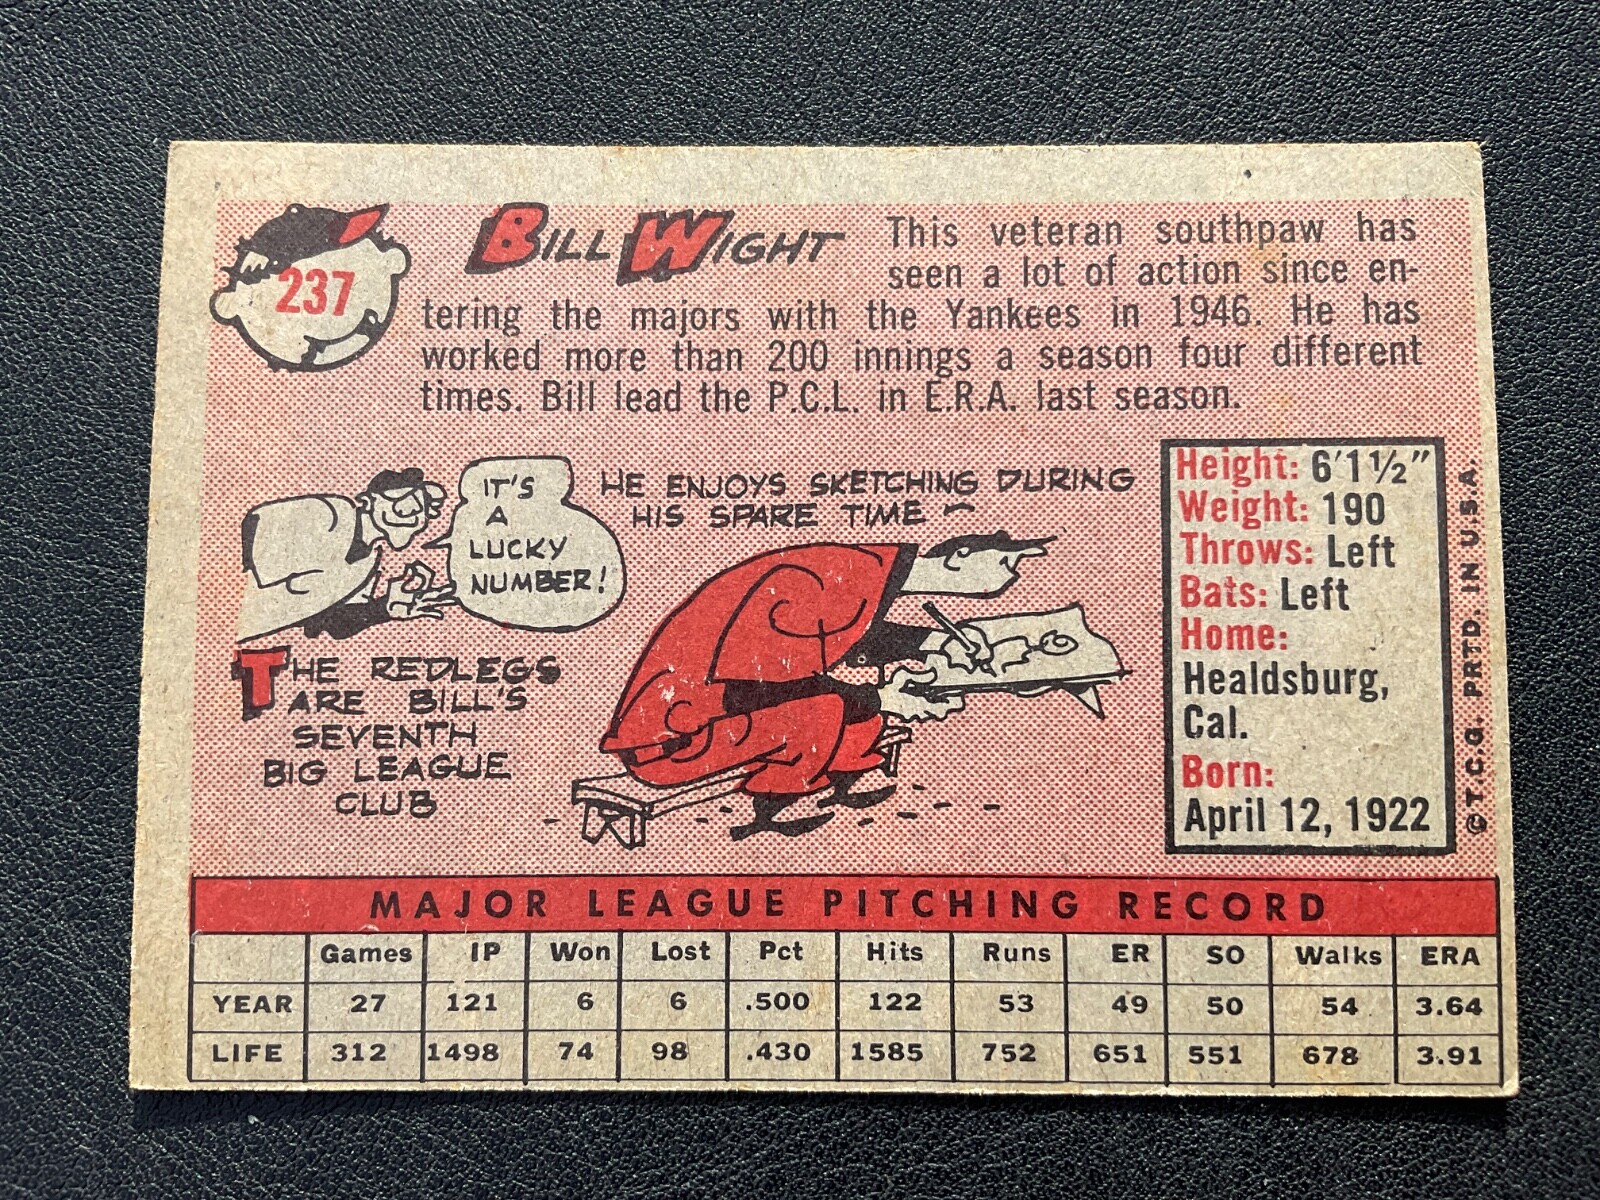 237
BILL WIGHT
This veteran southpaw has
seen a lot of action since en-
tering the majors with the Yankees in 1946. He has
worked more than 200 innings a season four different
times. Bill lead the P.C.L. in E.R.A. last season.
IT'S
A
LUCKY
NUMBER!
THE REDLEGS
ARE BILL'S
SEVENTH
BIG LEAGUE
CLUB
HE ENJOYS SKETCHING DURING
HIS SPARE TIME
Height: 6'1½"
Weight: 190
Throws: Left
Bats: Left
Home:
Healdsburg,
Cal.
Born:
April 12, 1922
© T.C.G. PRTD. IN U.S.A.
MAJOR LEAGUE PITCHING RECORD
Games IP Won Lost Pct Hits Runs ER SO Walks ERA
YEAR 27 121 6 6 .500 122 53 49 50 54 3.64
LIFE 312 1498 74 98 .430 1585 752 651 551 678 3.91